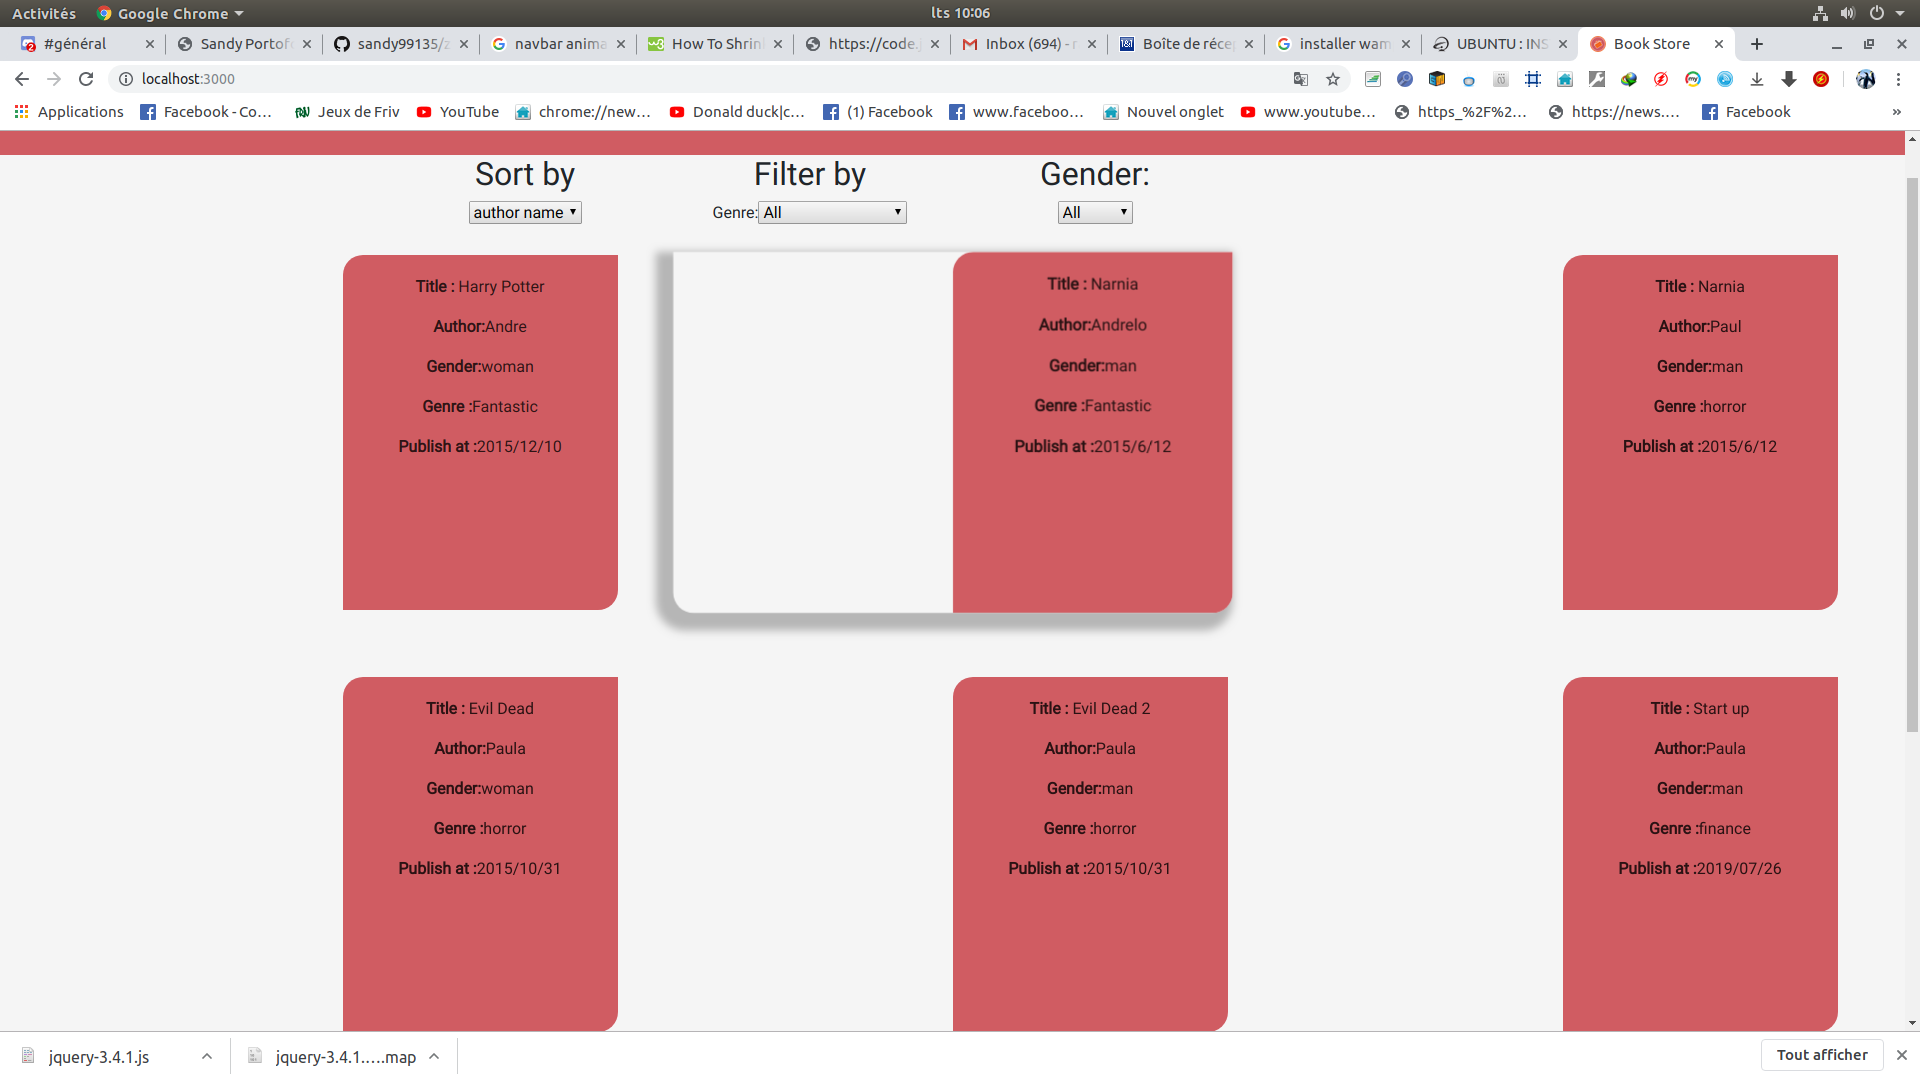 Activités Google Chrome lts 10:06
#général Sandy Portof sandy99135/z navbar anima How To Shrin https://code.j Inbox (694) - r Boîte de récep installer wam UBUNTU : INS Book Store
localhost:3000
Applications Facebook - Co… Jeux de Friv YouTube chrome://new… Donald duck|c… (1) Facebook www.faceboo… Nouvel onglet www.youtube… https_%2F%2… https://news.… Facebook »
Sort by Filter by Gender:
author name Genre: All All
Title : Harry Potter
Author:Andre
Gender:woman
Genre :Fantastic
Publish at :2015/12/10
Title : Narnia
Author:Andrelo
Gender:man
Genre :Fantastic
Publish at :2015/6/12
Title : Narnia
Author:Paul
Gender:man
Genre :horror
Publish at :2015/6/12
Title : Evil Dead
Author:Paula
Gender:woman
Genre :horror
Publish at :2015/10/31
Title : Evil Dead 2
Author:Paula
Gender:man
Genre :horror
Publish at :2015/10/31
Title : Start up
Author:Paula
Gender:man
Genre :finance
Publish at :2019/07/26
jquery-3.4.1.js jquery-3.4.1.….map Tout afficher